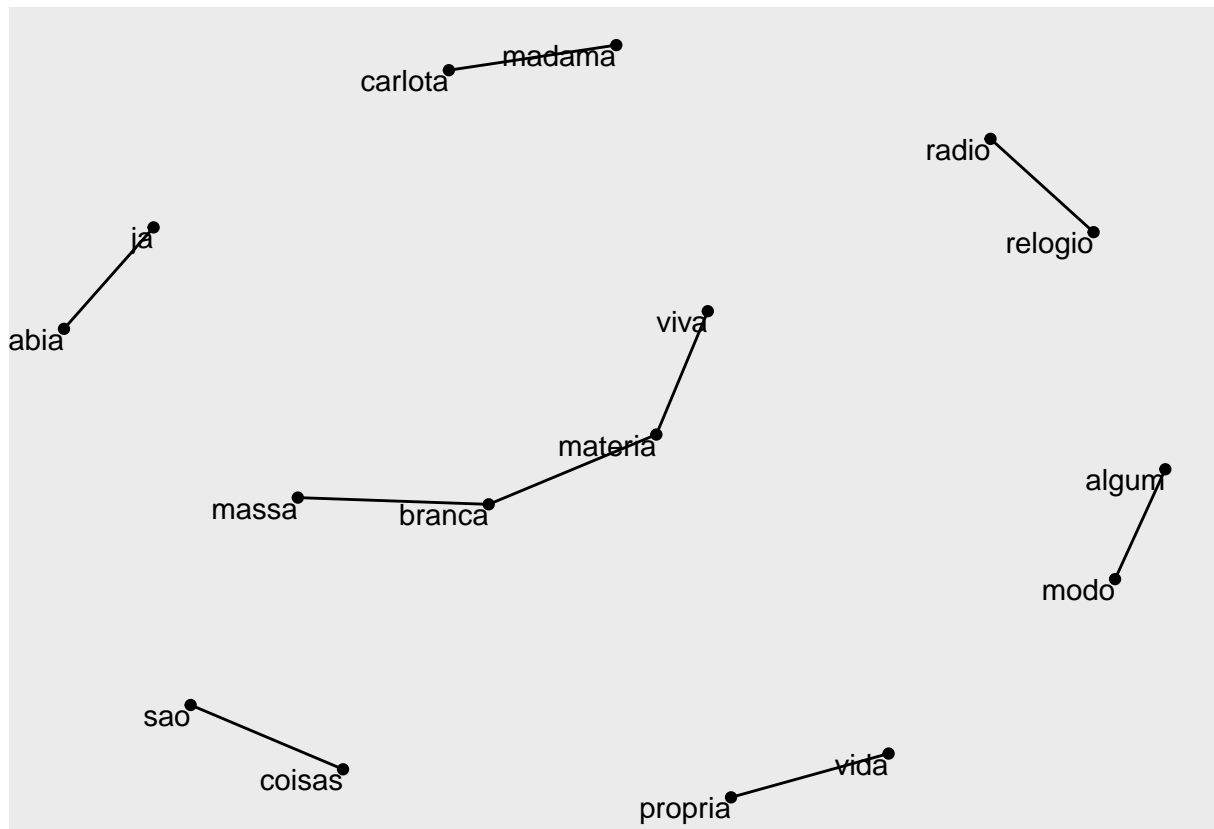 madama
carlota
radio
ja
relogio
viva
abia
materia
algum
massa
branca
modo
sao
vida
coisas
propria